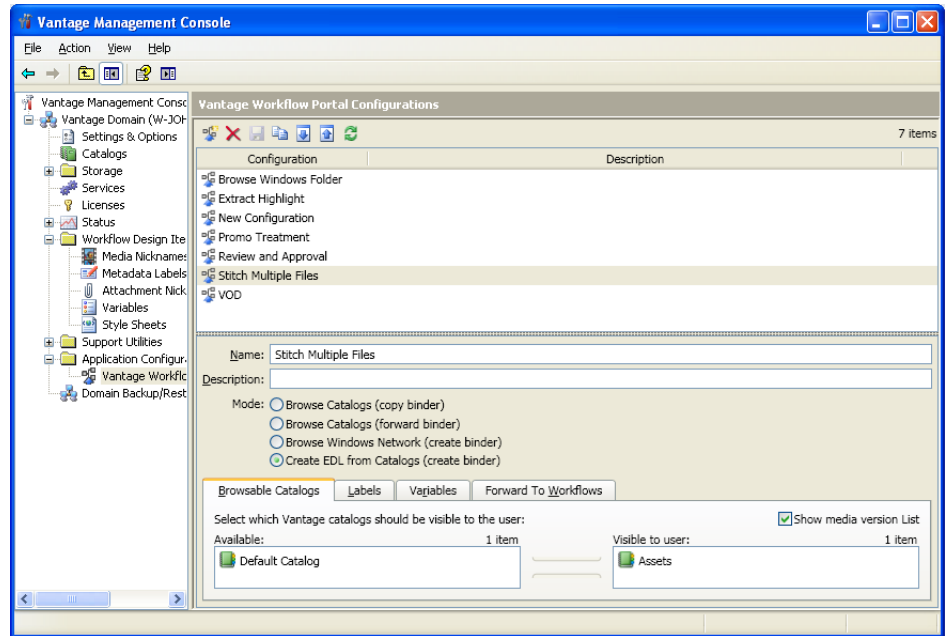 Vantage Management Console
File Action View Help
Vantage Management Consc
Vantage Domain (W-JOH
Settings & Options
Catalogs
Storage
Services
Licenses
Status
Workflow Design Ite
Media Nicknames
Metadata Labels
Attachment Nick
Variables
Style Sheets
Support Utilities
Application Configur
Vantage Workflc
Domain Backup/Rest
Vantage Workflow Portal Configurations
7 items
Configuration Description
Browse Windows Folder
Extract Highlight
New Configuration
Promo Treatment
Review and Approval
Stitch Multiple Files
VOD
Name: Stitch Multiple Files
Description:
Mode: Browse Catalogs (copy binder)
Browse Catalogs (forward binder)
Browse Windows Network (create binder)
Create EDL from Catalogs (create binder)
Browsable Catalogs Labels Variables Forward To Workflows
Select which Vantage catalogs should be visible to the user: Show media version List
Available: 1 item Visible to user: 1 item
Default Catalog Assets